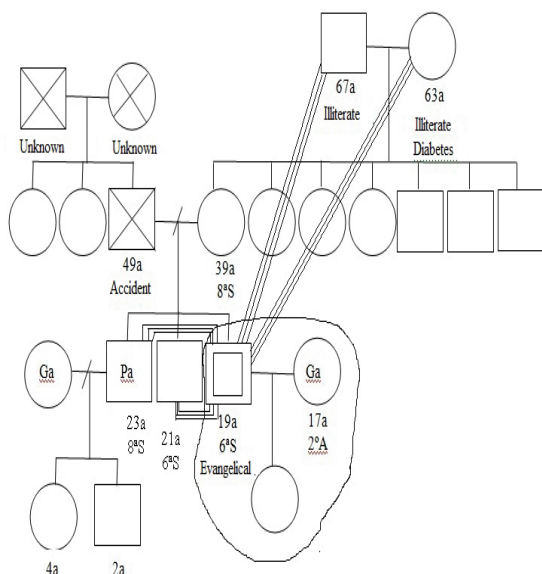 67a
63a
Illiterate
Illiterate
Diabetes
Unknown
Unknown
49a
Accident
39a
8ªS
Ga
Pa
Ga
23a
8ªS
21a
6ªS
19a
6ªS
Evangelical
17a
2ºA
4a
2a